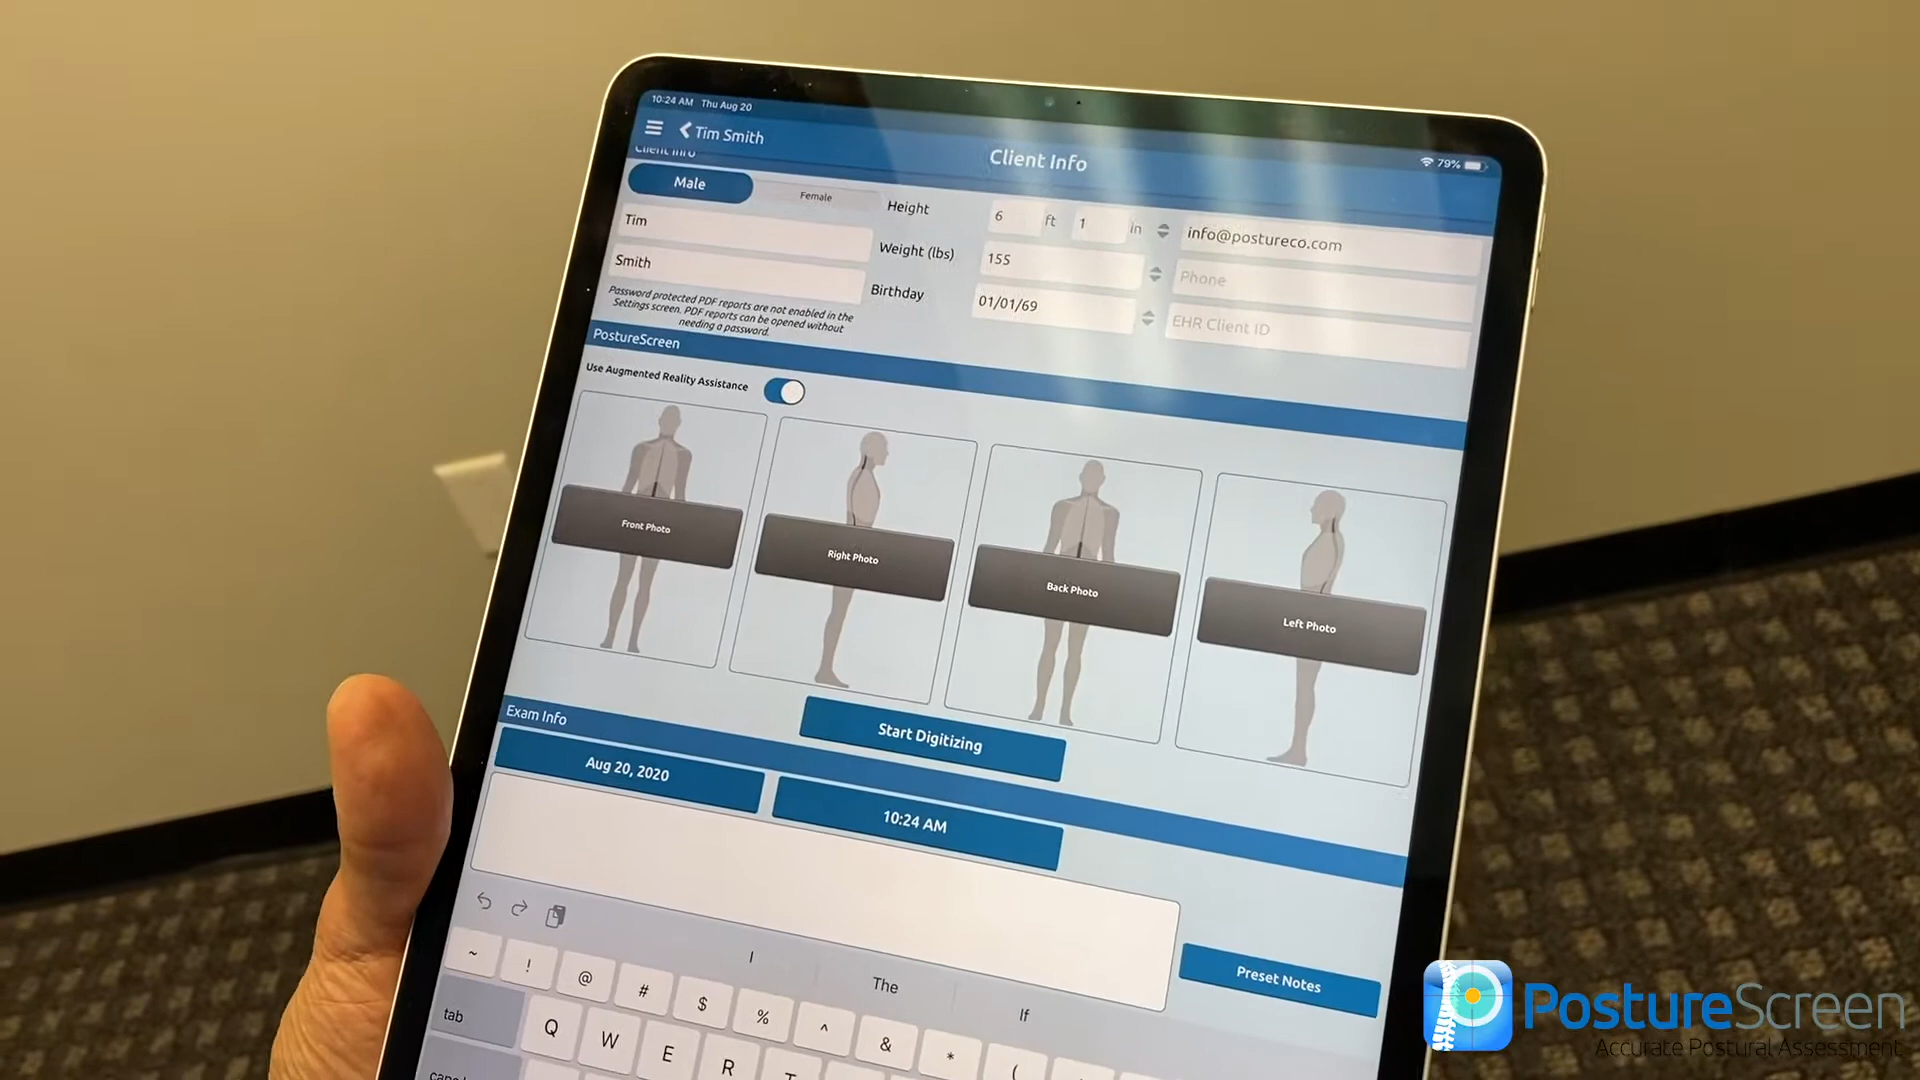 10:24 AM Thu Aug 20
79%
Tim Smith
Client Info
Client Info
Male
Female
Height
6 ft 1 in
info@postureco.com
Tim
Weight (lbs)
155
Phone
Smith
Birthday
01/01/69
EHR Client ID
Password protected PDF reports are not enabled in the
Settings screen. PDF reports can be opened without
needing a password.
PostureScreen
Use Augmented Reality Assistance
Front Photo
Right Photo
Back Photo
Left Photo
Start Digitizing
Exam Info
Aug 20, 2020
10:24 AM
Preset Notes
I
The
If
~ ! @ # $ % ^ & * (
tab Q W E R
PostureScreen
Accurate Postural Assessment